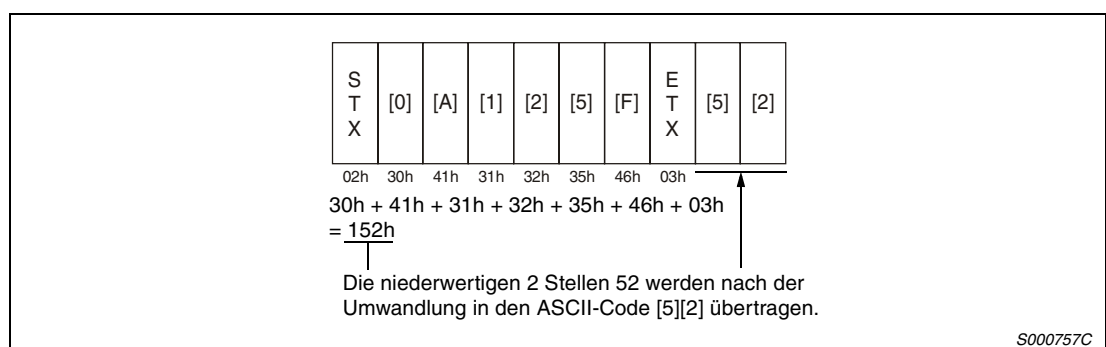 S T X [0] [A] [1] [2] [5] [F] E T X [5] [2]
02h 30h 41h 31h 32h 35h 46h 03h
30h + 41h + 31h + 32h + 35h + 46h + 03h
= 152h
Die niederwertigen 2 Stellen 52 werden nach der
Umwandlung in den ASCII-Code [5][2] übertragen.
S000757C